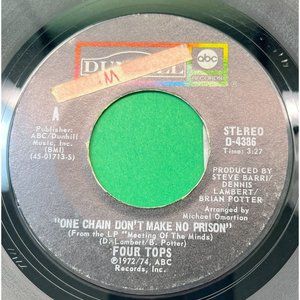 DUNHILL
abc
RECORDS
A
Publisher:
ABC/Dunhill
Music, Inc.
(BMI)
(45-01713-S)
STEREO
D-4386
Time: 3:27
PRODUCED BY
STEVE BARRI/
DENNIS
LAMBERT/
BRIAN POTTER
Arranged by
Michael Omartian
"ONE CHAIN DON'T MAKE NO PRISON"
(From the LP "Meeting Of The Minds)
(D. Lambert/B. Potter)
FOUR TOPS
©1972/74, ABC
Records, Inc.